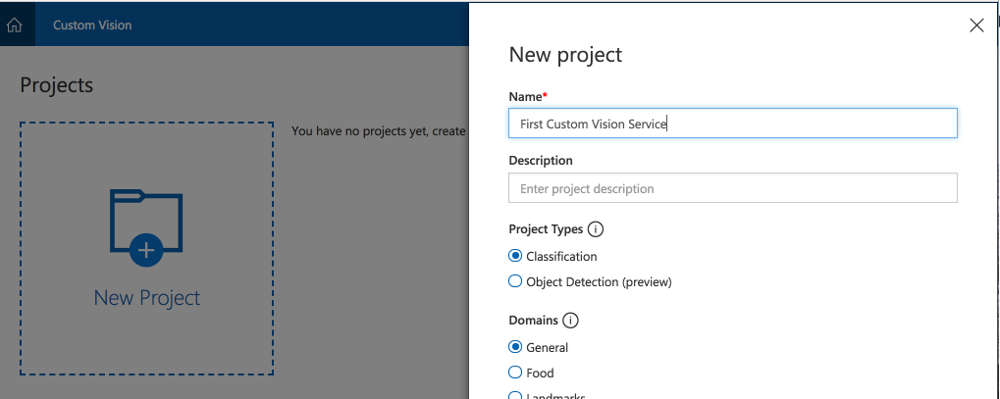 Custom Vision
Projects
You have no projects yet, create
New Project
New project
Name*
First Custom Vision Service
Description
Enter project description
Project Types
Classification
Object Detection (preview)
Domains
General
Food
Landmarks